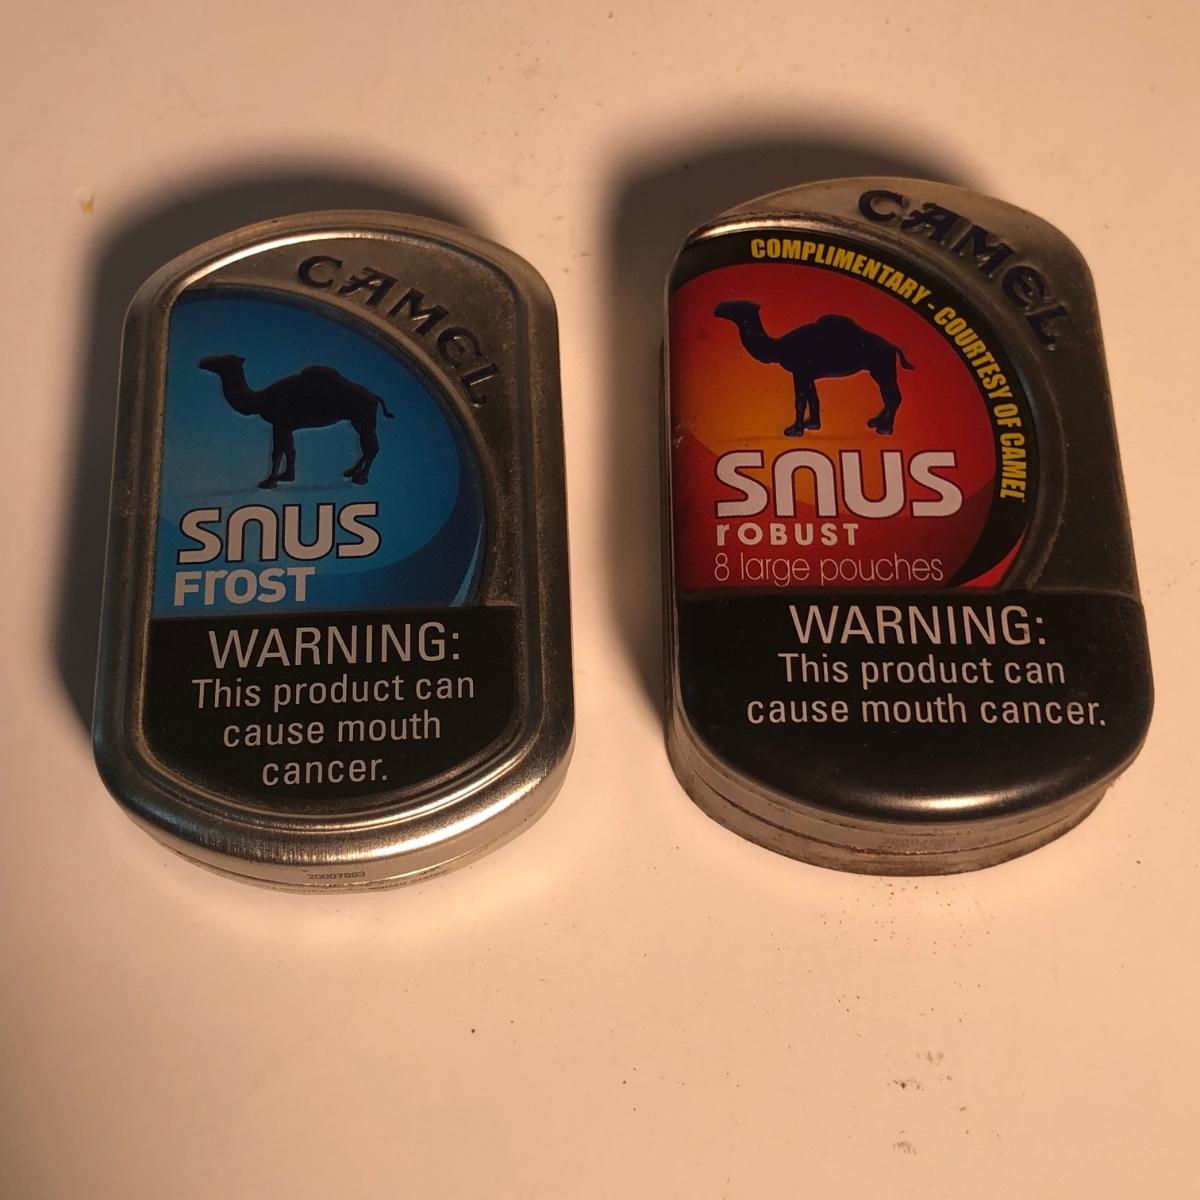 CAMEL
snus
FrOST
WARNING:
This product can
cause mouth
cancer.
20007883
CAMEL
COMPLIMENTARY - COURTESY OF CAMEL
snus
rOBUST
8 large pouches
WARNING:
This product can
cause mouth cancer.